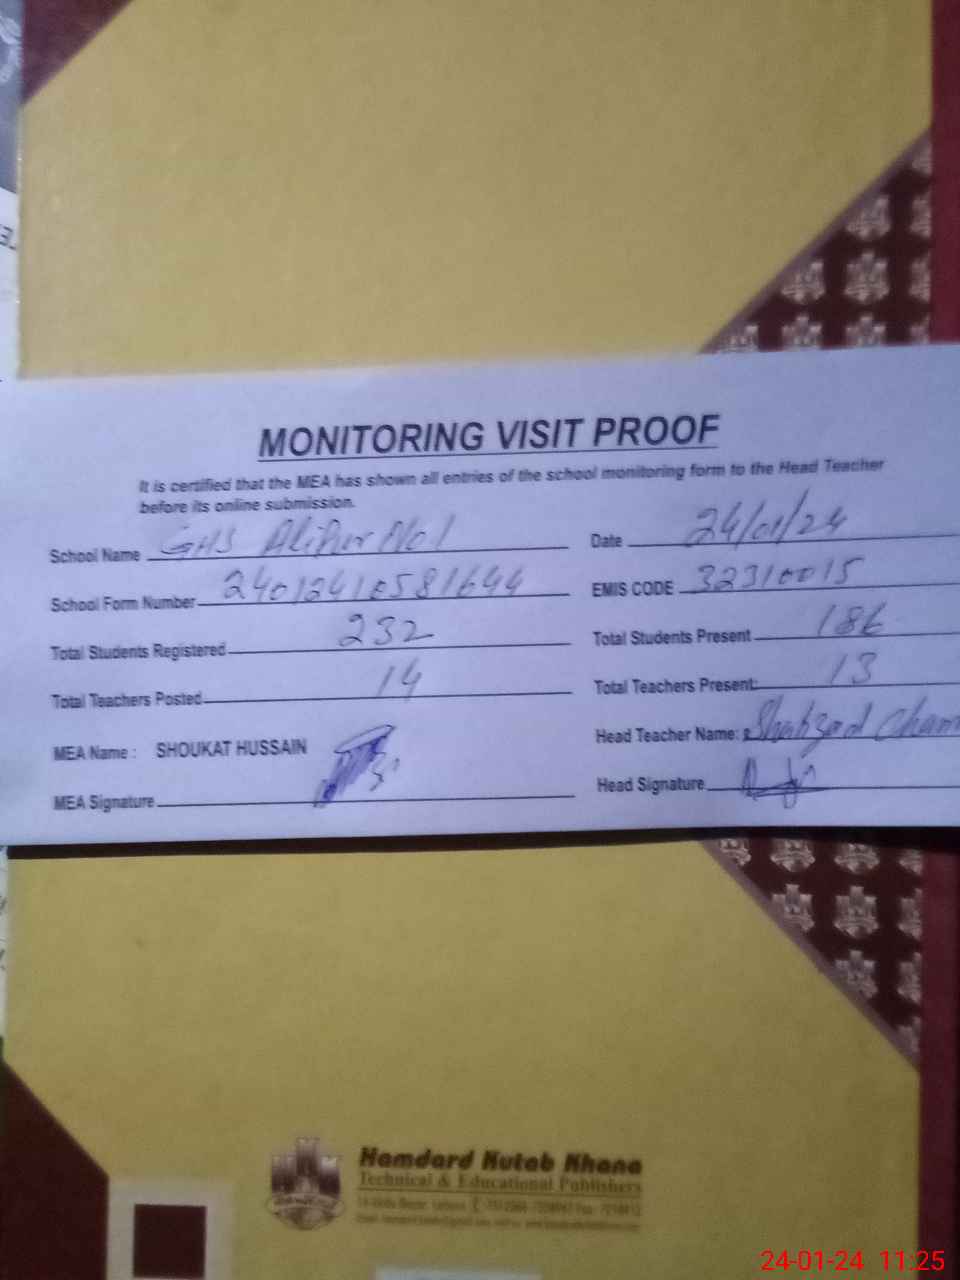 MONITORING VISIT PROOF
It is certified that the MEA has shown all entries of the school monitoring form to the Head Teacher
before its online submission.
School Name GHS Alipur No1 Date 24/01/24
School Form Number 24012410581644 EMIS CODE 32310015
Total Students Registered 232 Total Students Present 186
Total Teachers Posted 14 Total Teachers Present: 13
MEA Name : SHOUKAT HUSSAIN Head Teacher Name: Shahzad
MEA Signature Head Signature
Hamdard Kutab Khana
Technical & Educational Publishers
24-01-24 11:25